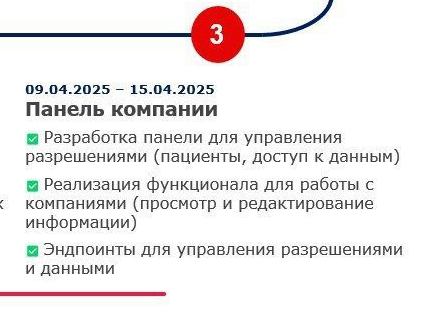 3
09.04.2025 – 15.04.2025
Панель компании
✅ Разработка панели для управления
разрешениями (пациенты, доступ к данным)
✅ Реализация функционала для работы с
компаниями (просмотр и редактирование
информации)
✅ Эндпоинты для управления разрешениями
и данными